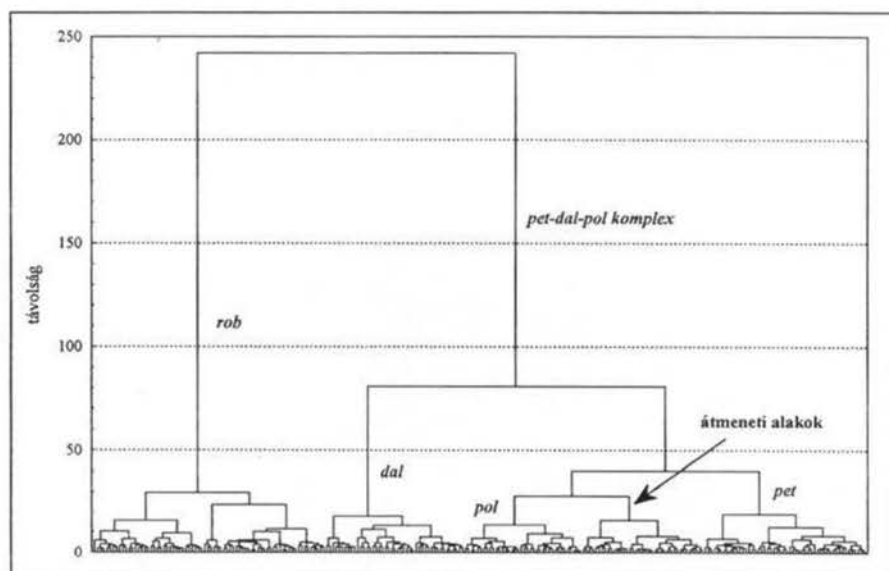 250
200
150
100
50
0
távolság
pet-dal-pol komplex
rob
átmeneti alakok
dal
pol
pet